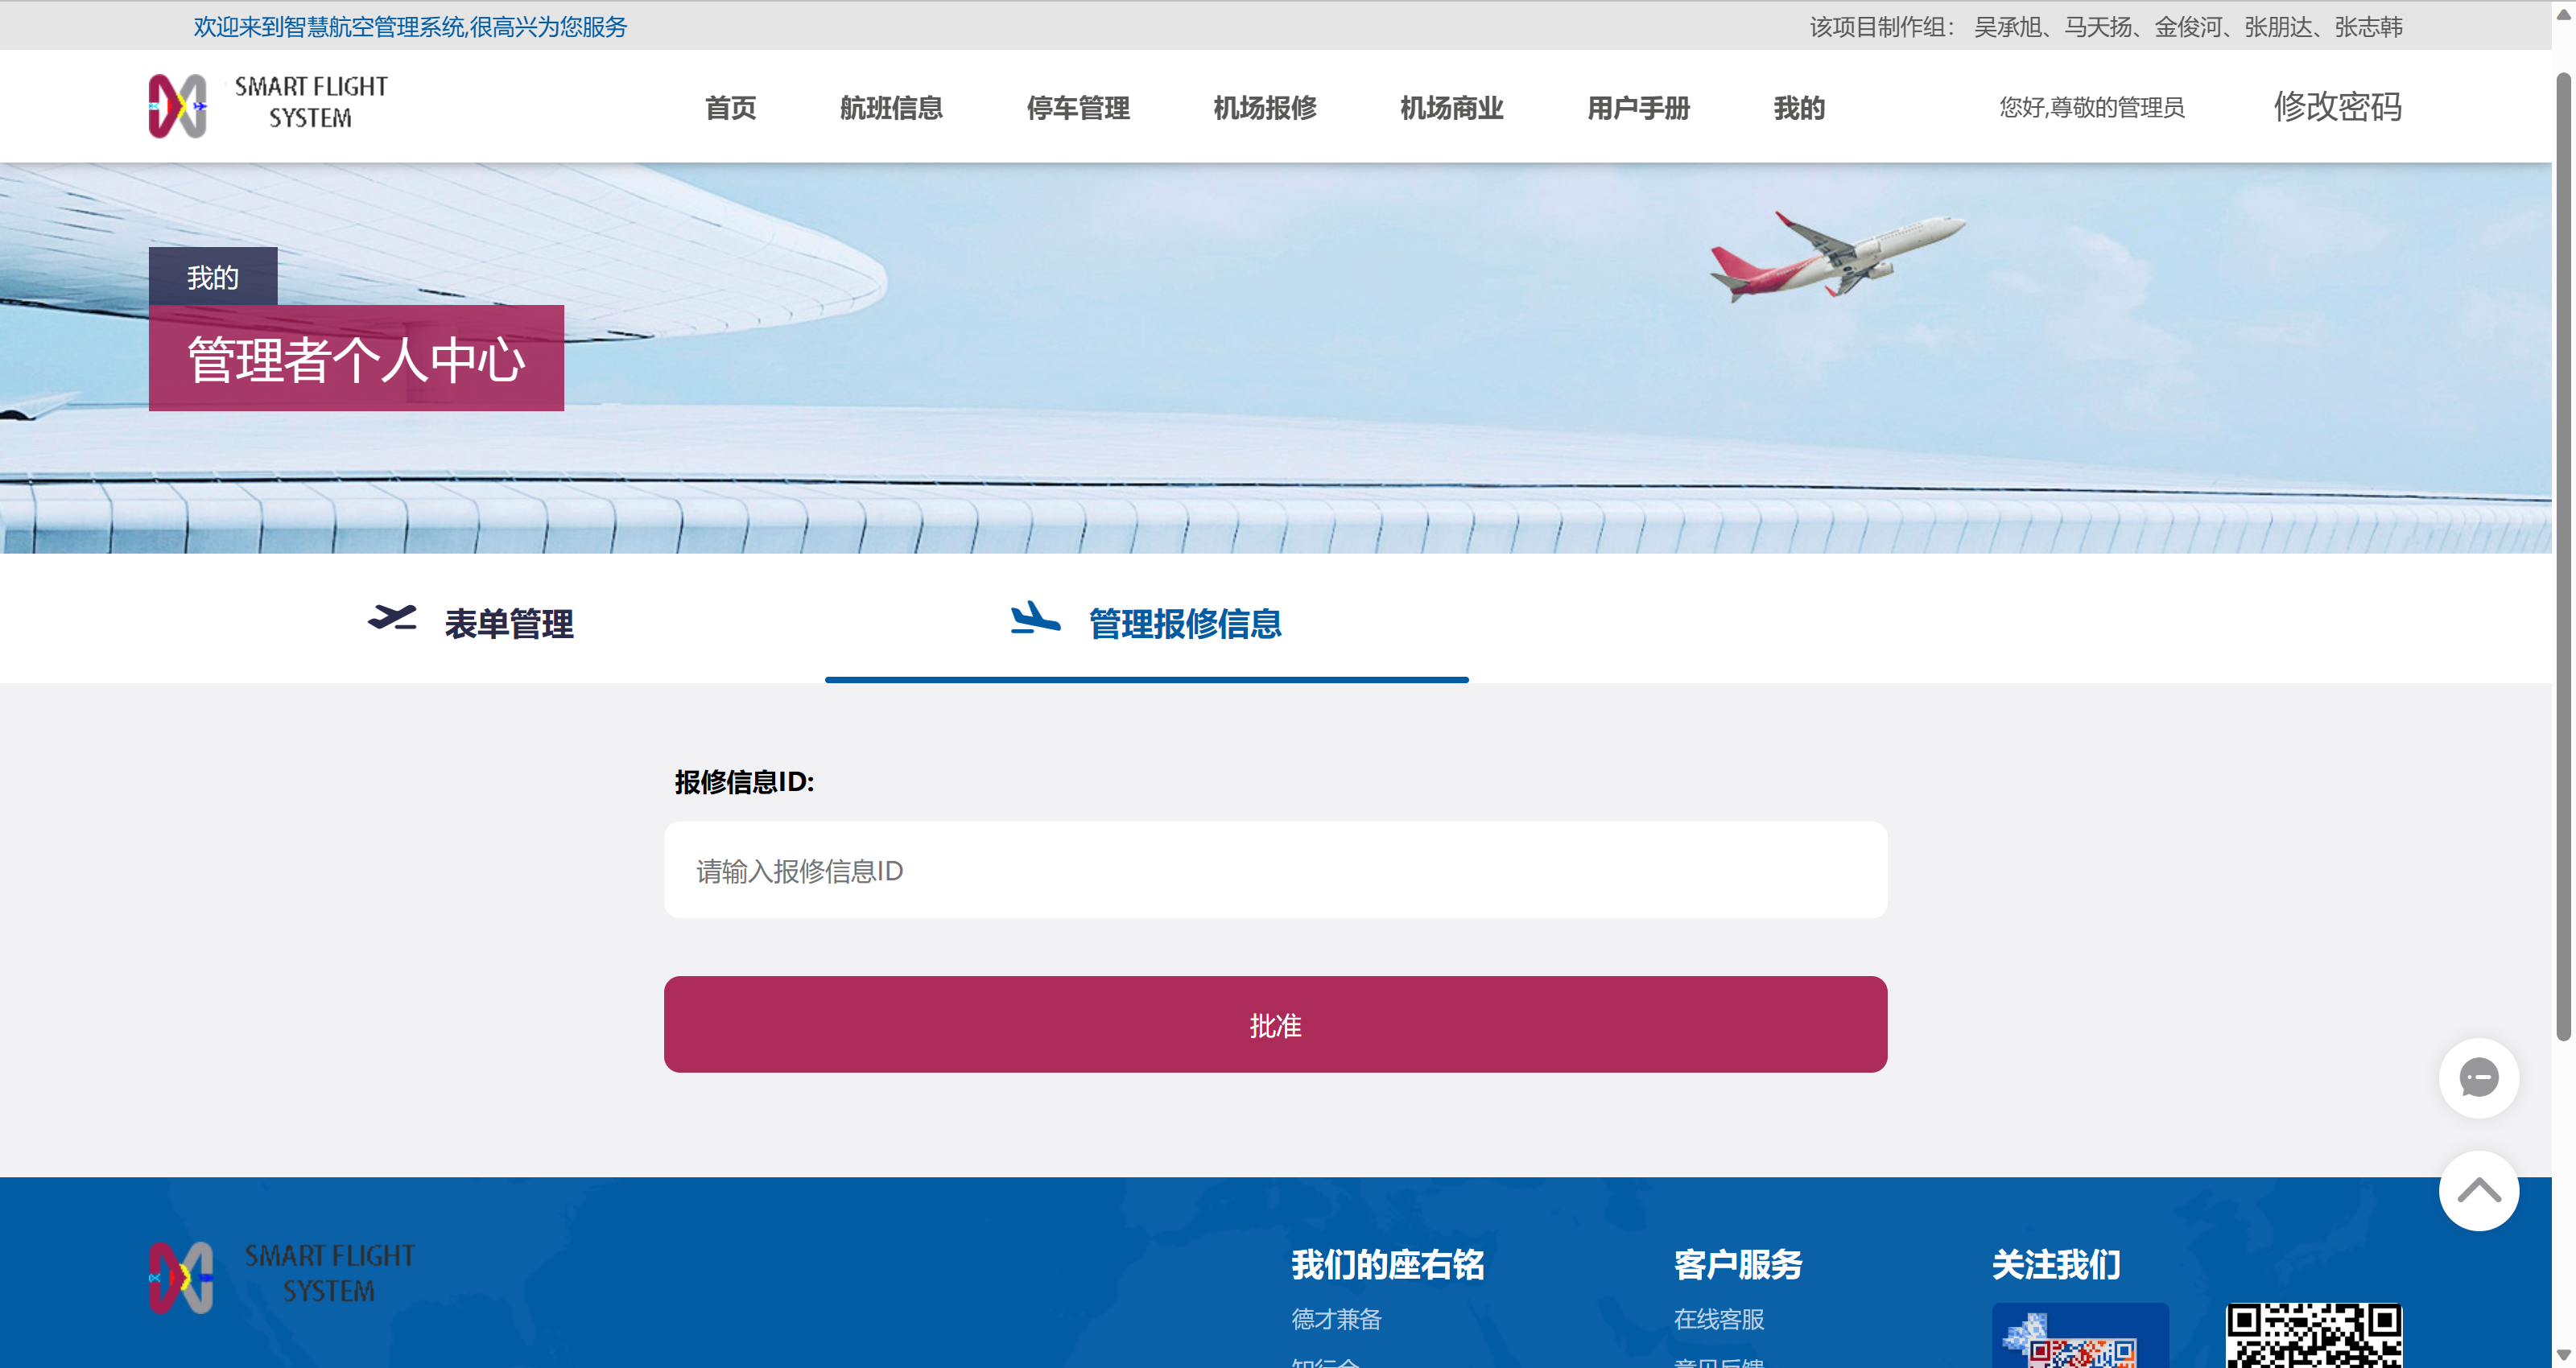 欢迎来到智慧航空管理系统,很高兴为您服务
该项目制作组： 吴承旭、马天扬、金俊河、张朋达、张志韩
SMART FLIGHT
SYSTEM
首页
航班信息
停车管理
机场报修
机场商业
用户手册
我的
您好,尊敬的管理员
修改密码
我的
管理者个人中心
表单管理
管理报修信息
报修信息ID:
请输入报修信息ID
批准
SMART FLIGHT
SYSTEM
我们的座右铭
客户服务
关注我们
德才兼备
在线客服